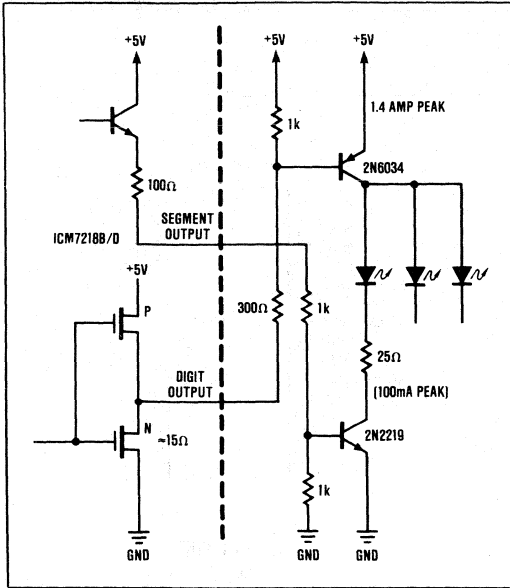 +5V
+5V
+5V
1.4 AMP PEAK
1k
2N6034
100Ω
SEGMENT
OUTPUT
ICM7218B/D
+5V
P
300Ω
1k
25Ω
DIGIT
OUTPUT
(100mA PEAK)
N
≈15Ω
2N2219
1k
GND
GND
GND